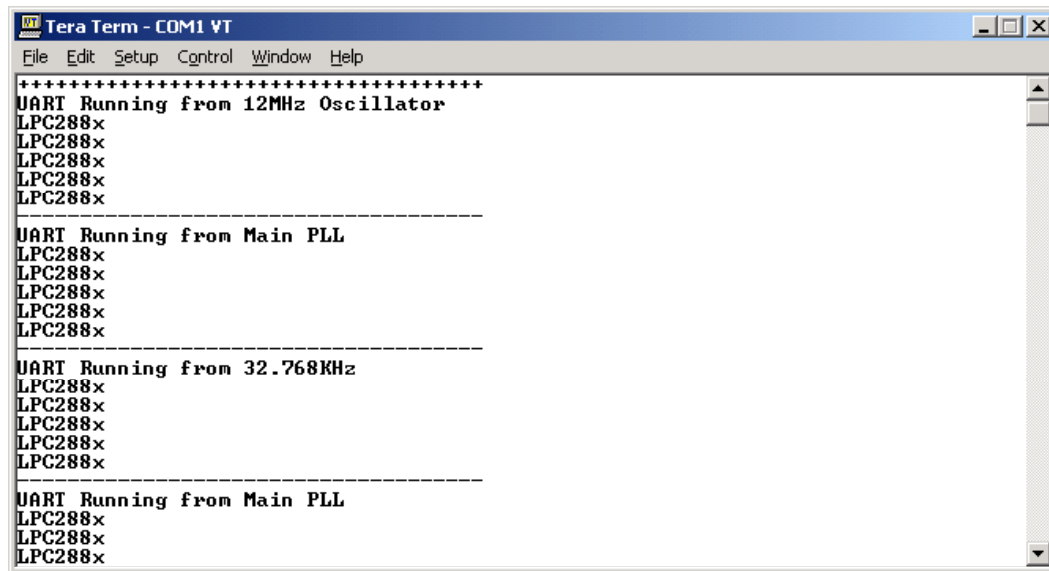 Tera Term - COM1 VT
File Edit Setup Control Window Help
+++++++++++++++++++++++++++++++++++++
UART Running from 12MHz Oscillator
LPC288x
LPC288x
LPC288x
LPC288x
LPC288x
-------------------------------------
UART Running from Main PLL
LPC288x
LPC288x
LPC288x
LPC288x
LPC288x
-------------------------------------
UART Running from 32.768KHz
LPC288x
LPC288x
LPC288x
LPC288x
LPC288x
-------------------------------------
UART Running from Main PLL
LPC288x
LPC288x
LPC288x